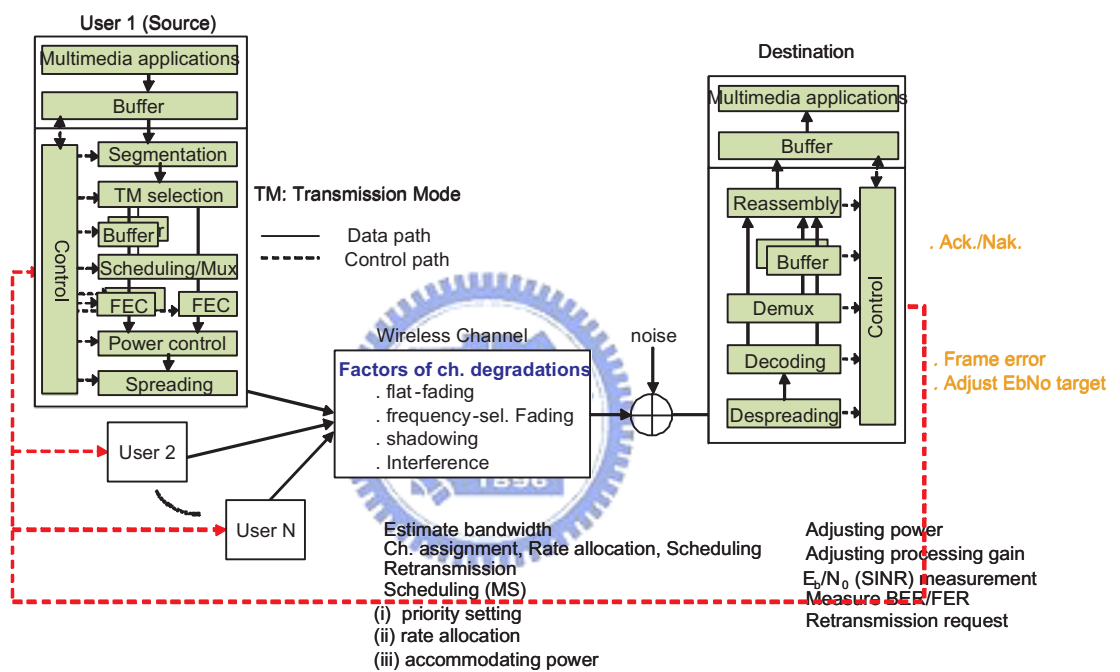 User 1 (Source)
Multimedia applications
Buffer
Control
Segmentation
TM selection
Buffer
Scheduling/Mux
FEC
FEC
Power control
Spreading
TM: Transmission Mode
Data path
Control path
User 2
User N
Wireless Channel
Factors of ch. degradations
. flat-fading
. frequency-sel. Fading
. shadowing
. Interference
noise
Destination
Multimedia applications
Buffer
Reassembly
Buffer
Demux
Decoding
Despreading
Control
. Ack./Nak.
. Frame error
. Adjust EbNo target
Estimate bandwidth
Ch. assignment, Rate allocation, Scheduling
Retransmission
Scheduling (MS)
(i) priority setting
(ii) rate allocation
(iii) accommodating power
Adjusting power
Adjusting processing gain
Eb/N0 (SINR) measurement
Measure BER/FER
Retransmission request